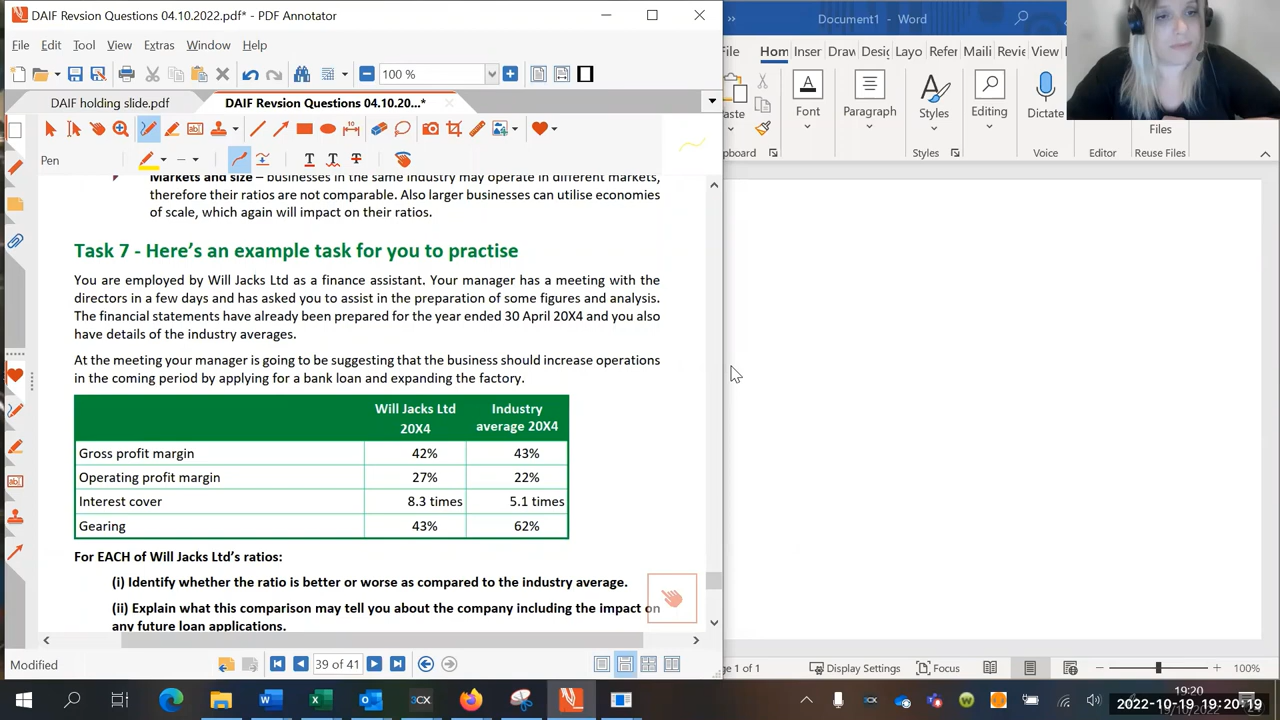 DAIF Revsion Questions 04.10.2022.pdf* - PDF Annotator
File Edit Tool View Extras Window Help
100 %
DAIF holding slide.pdf
DAIF Revsion Questions 04.10.20...*
Pen
Markets and size – businesses in the same industry may operate in different markets,
therefore their ratios are not comparable. Also larger businesses can utilise economies
of scale, which again will impact on their ratios.
Task 7 - Here's an example task for you to practise
You are employed by Will Jacks Ltd as a finance assistant. Your manager has a meeting with the
directors in a few days and has asked you to assist in the preparation of some figures and analysis.
The financial statements have already been prepared for the year ended 30 April 20X4 and you also
have details of the industry averages.
At the meeting your manager is going to be suggesting that the business should increase operations
in the coming period by applying for a bank loan and expanding the factory.
Will Jacks Ltd 20X4 Industry average 20X4
Gross profit margin 42% 43%
Operating profit margin 27% 22%
Interest cover 8.3 times 5.1 times
Gearing 43% 62%
For EACH of Will Jacks Ltd's ratios:
(i) Identify whether the ratio is better or worse as compared to the industry average.
(ii) Explain what this comparison may tell you about the company including the impact on
any future loan applications.
39 of 41
Modified
Document1 - Word
File Hom Inser Draw Desig Layo Refer Maili Revie View
Paste Font Paragraph Styles Editing Dictate
Files
pboard Styles Voice Editor Reuse Files
ge 1 of 1 Display Settings Focus 100%
19:20
2022-10-19 19:20:19